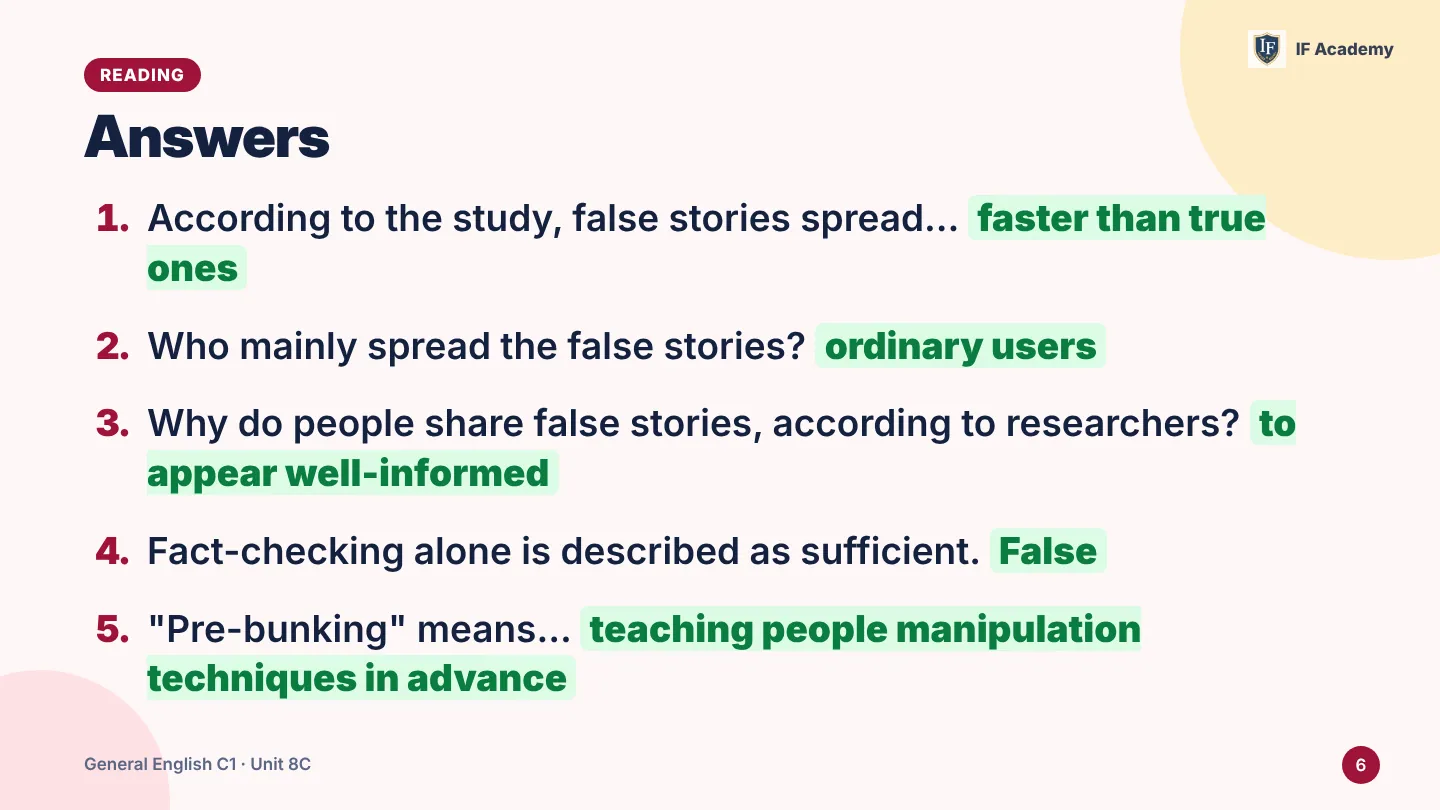 IF Academy
READING
Answers
1. According to the study, false stories spread... faster than true
ones
2. Who mainly spread the false stories? ordinary users
3. Why do people share false stories, according to researchers? to
appear well-informed
4. Fact-checking alone is described as sufficient. False
5. "Pre-bunking" means... teaching people manipulation
techniques in advance
General English C1 · Unit 8C
6